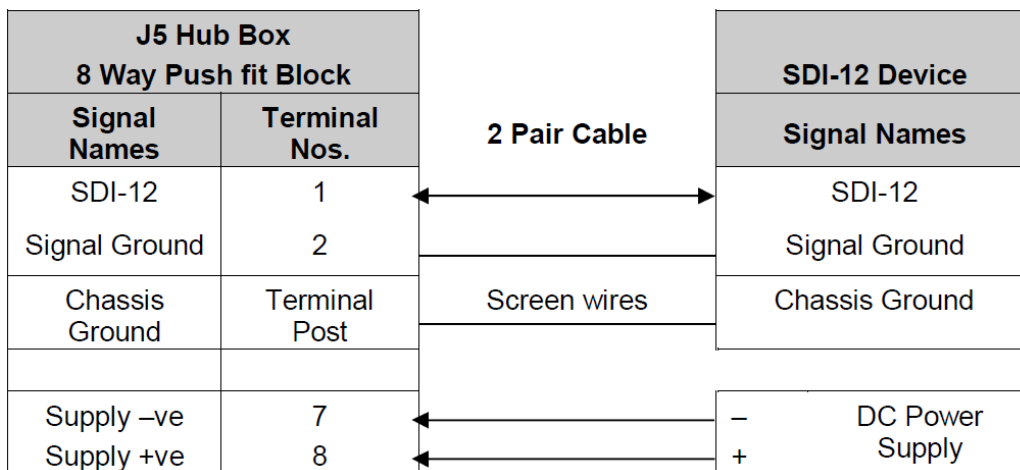 J5 Hub Box
8 Way Push fit Block
SDI-12 Device
Signal Names
Terminal Nos.
2 Pair Cable
Signal Names
SDI-12 1 SDI-12
Signal Ground 2 Signal Ground
Chassis Ground
Terminal Post
Screen wires
Chassis Ground
Supply –ve 7 – DC Power Supply
Supply +ve 8 +